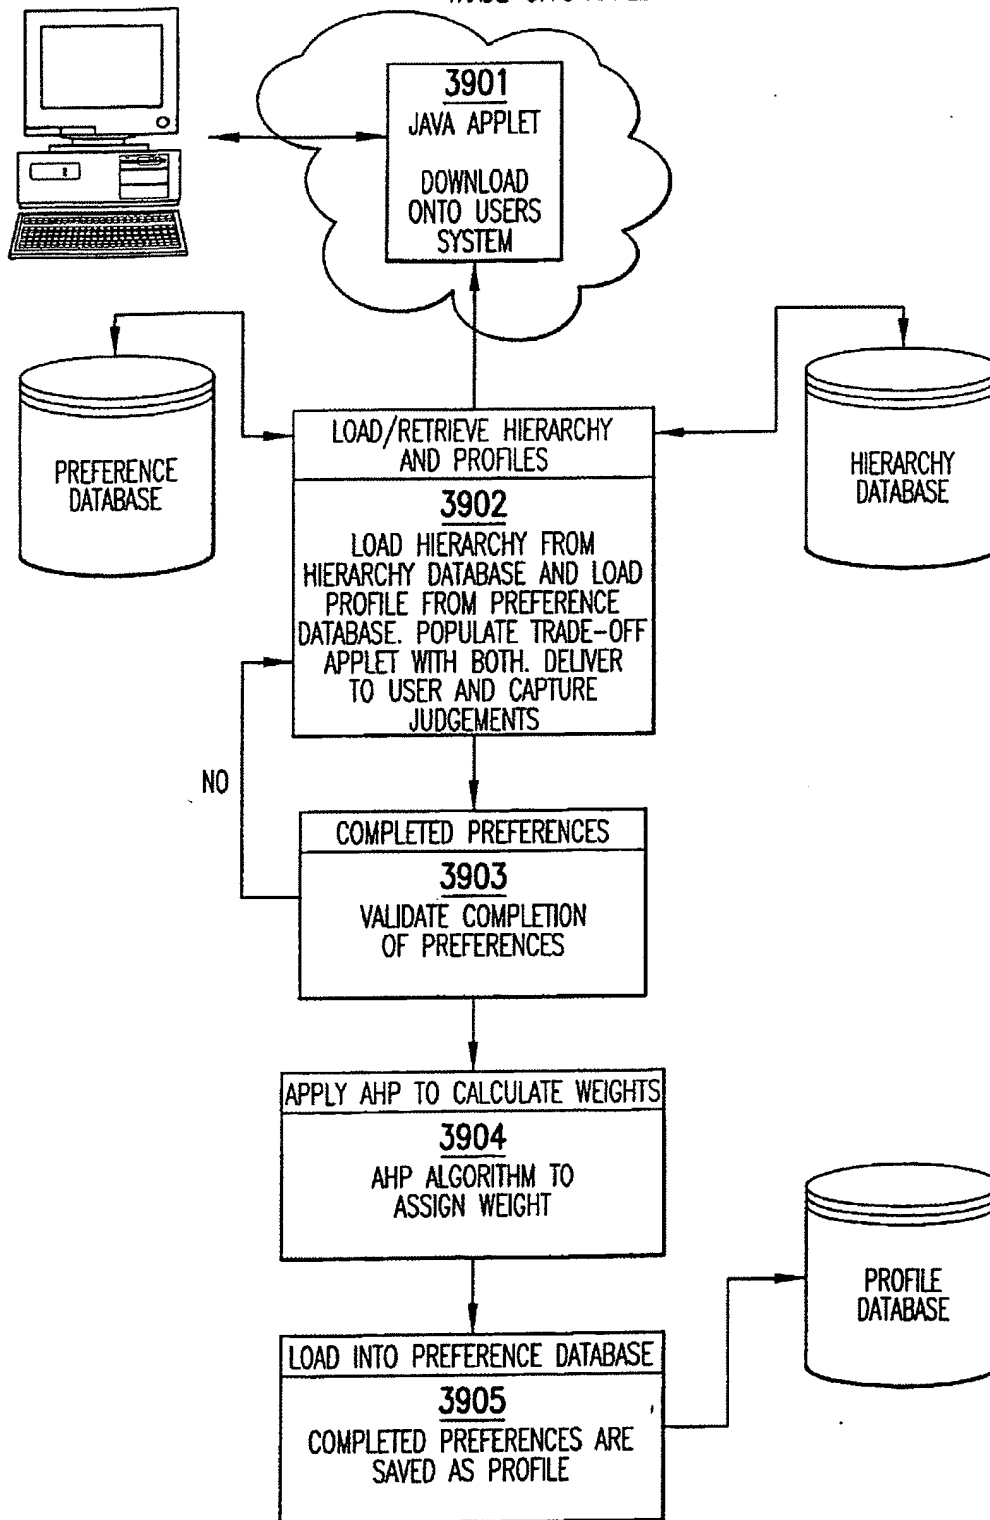 3901
JAVA APPLET
DOWNLOAD
ONTO USERS
SYSTEM
PREFERENCE
DATABASE
LOAD/RETRIEVE HIERARCHY
AND PROFILES
3902
LOAD HIERARCHY FROM
HIERARCHY DATABASE AND LOAD
PROFILE FROM PREFERENCE
DATABASE. POPULATE TRADE-OFF
APPLET WITH BOTH. DELIVER
TO USER AND CAPTURE
JUDGEMENTS
HIERARCHY
DATABASE
NO
COMPLETED PREFERENCES
3903
VALIDATE COMPLETION
OF PREFERENCES
APPLY AHP TO CALCULATE WEIGHTS
3904
AHP ALGORITHM TO
ASSIGN WEIGHT
PROFILE
DATABASE
LOAD INTO PREFERENCE DATABASE
3905
COMPLETED PREFERENCES ARE
SAVED AS PROFILE